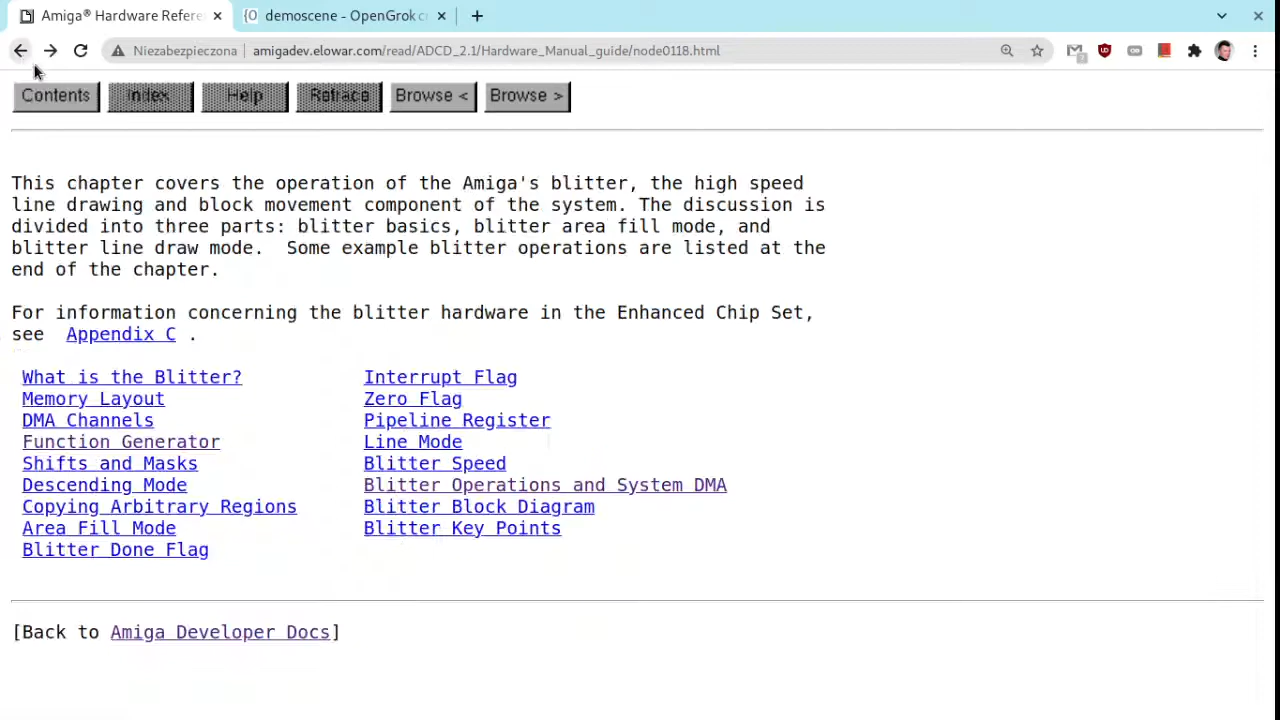 Amiga® Hardware Refere
demoscene - OpenGrok cr
Niezabezpieczona
amigadev.elowar.com/read/ADCD_2.1/Hardware_Manual_guide/node0118.html
Contents
Index
Help
Retrace
Browse <
Browse >
This chapter covers the operation of the Amiga's blitter, the high speed
line drawing and block movement component of the system. The discussion is
divided into three parts: blitter basics, blitter area fill mode, and
blitter line draw mode.  Some example blitter operations are listed at the
end of the chapter.
For information concerning the blitter hardware in the Enhanced Chip Set,
see  Appendix C .
What is the Blitter?
Memory Layout
DMA Channels
Function Generator
Shifts and Masks
Descending Mode
Copying Arbitrary Regions
Area Fill Mode
Blitter Done Flag
Interrupt Flag
Zero Flag
Pipeline Register
Line Mode
Blitter Speed
Blitter Operations and System DMA
Blitter Block Diagram
Blitter Key Points
[Back to Amiga Developer Docs]